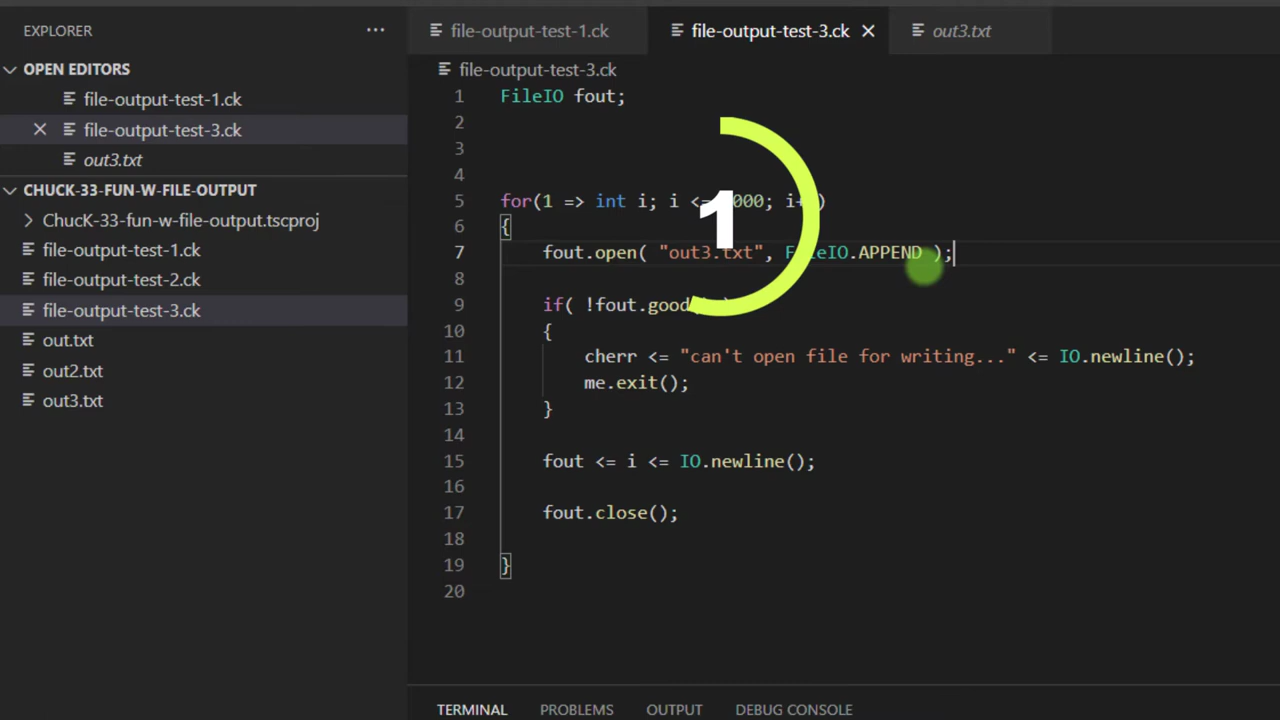 EXPLORER
···
OPEN EDITORS
file-output-test-1.ck
file-output-test-3.ck
out3.txt
CHUCK-33-FUN-W-FILE-OUTPUT
ChucK-33-fun-w-file-output.tscproj
file-output-test-1.ck
file-output-test-2.ck
file-output-test-3.ck
out.txt
out2.txt
out3.txt
file-output-test-1.ck
file-output-test-3.ck
out3.txt
file-output-test-3.ck
1 FileIO fout;
2
3
4
5 for(1 => int i; i <= 000; i+ )
6 {
7 fout.open( "out3.txt", FileIO.APPEND );
8
9 if( !fout.good
10 {
11 cherr <= "can't open file for writing..." <= IO.newline();
12 me.exit();
13 }
14
15 fout <= i <= IO.newline();
16
17 fout.close();
18
19 }
20
1
TERMINAL PROBLEMS OUTPUT DEBUG CONSOLE